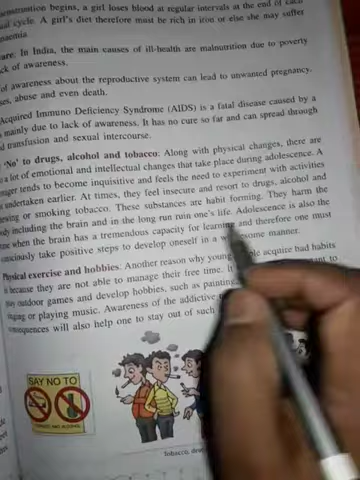 menstruation begins, a girl loses blood at regular intervals at the end of each
cycle. A girl's diet therefore must be rich in iron or else she may suffer
In India, the main causes of ill-health are malnutrition due to poverty
lack of awareness.
of awareness about the reproductive system can lead to unwanted pregnancy,
abuse and even death.
Acquired Immuno Deficiency Syndrome (AIDS) is a fatal disease caused by a
mainly due to lack of awareness. It has no cure so far and can spread through
transfusion and sexual intercourse.
'No' to drugs, alcohol and tobacco: Along with physical changes, there are
a lot of emotional and intellectual changes that take place during adolescence. A
tends to become inquisitive and feels the need to experiment with activities
undertaken earlier. At times, they feel insecure and resort to drugs, alcohol and
or smoking tobacco. These substances are habit forming. They harm the
including the brain and in the long run ruin one's life. Adolescence is also the
when the brain has a tremendous capacity for learning and therefore one must
consciously take positive steps to develop oneself in a manner.
Physical exercise and hobbies: Another reason why acquire bad habits
is because they are not able to manage their free time. to
play outdoor games and develop hobbies, such as
or playing music. Awareness of the addictive
consequences will also help one to stay out of such
SAY NO TO
AND ALCOHOL
Tobacco,